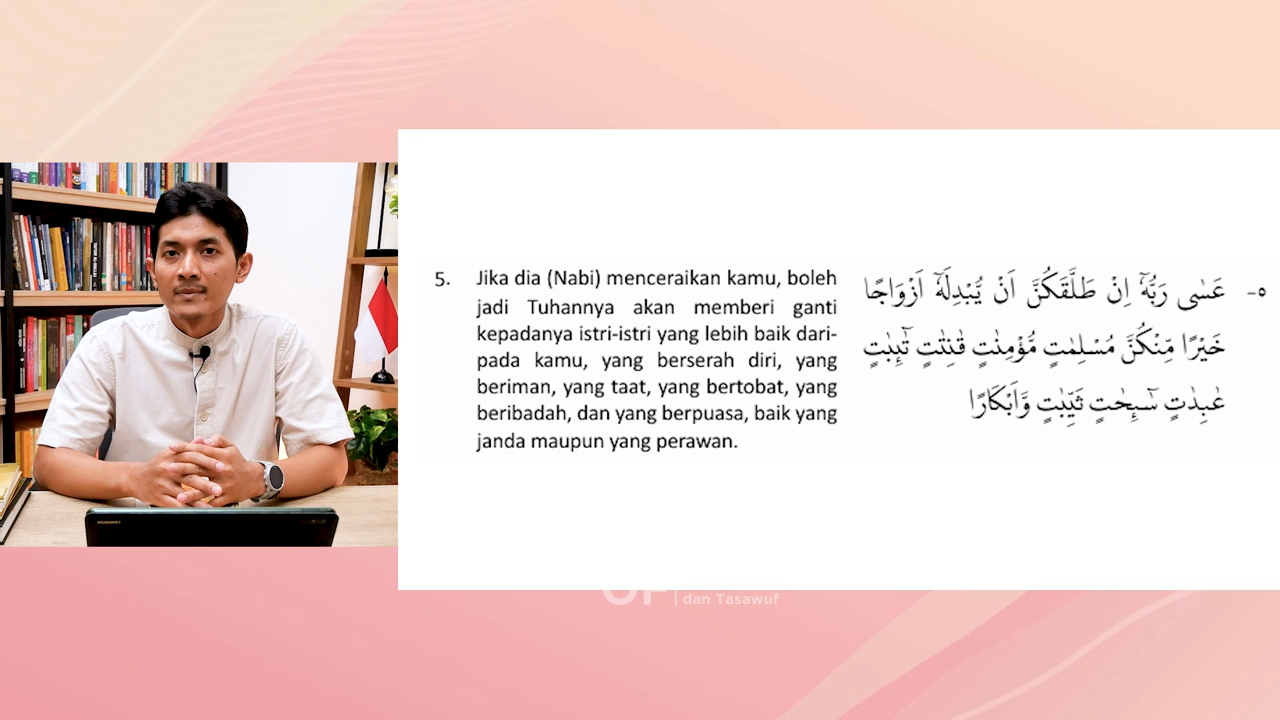 5. Jika dia (Nabi) menceraikan kamu, boleh
jadi Tuhannya akan memberi ganti
kepadanya istri-istri yang lebih baik dari-
pada kamu, yang berserah diri, yang
beriman, yang taat, yang bertobat, yang
beribadah, dan yang berpuasa, baik yang
janda maupun yang perawan.
٥- عَسٰى رَبُّهٗٓ اِنْ طَلَّقَكُنَّ اَنْ يُّبْدِلَهٗٓ اَزْوَاجًا
خَيْرًا مِّنْكُنَّ مُسْلِمٰتٍ مُّؤْمِنٰتٍ قٰنِتٰتٍ تٰۤىِٕبٰتٍ
عٰبِدٰتٍ سٰۤىِٕحٰتٍ ثَيِّبٰتٍ وَّاَبْكَارًا
dan Tasawuf